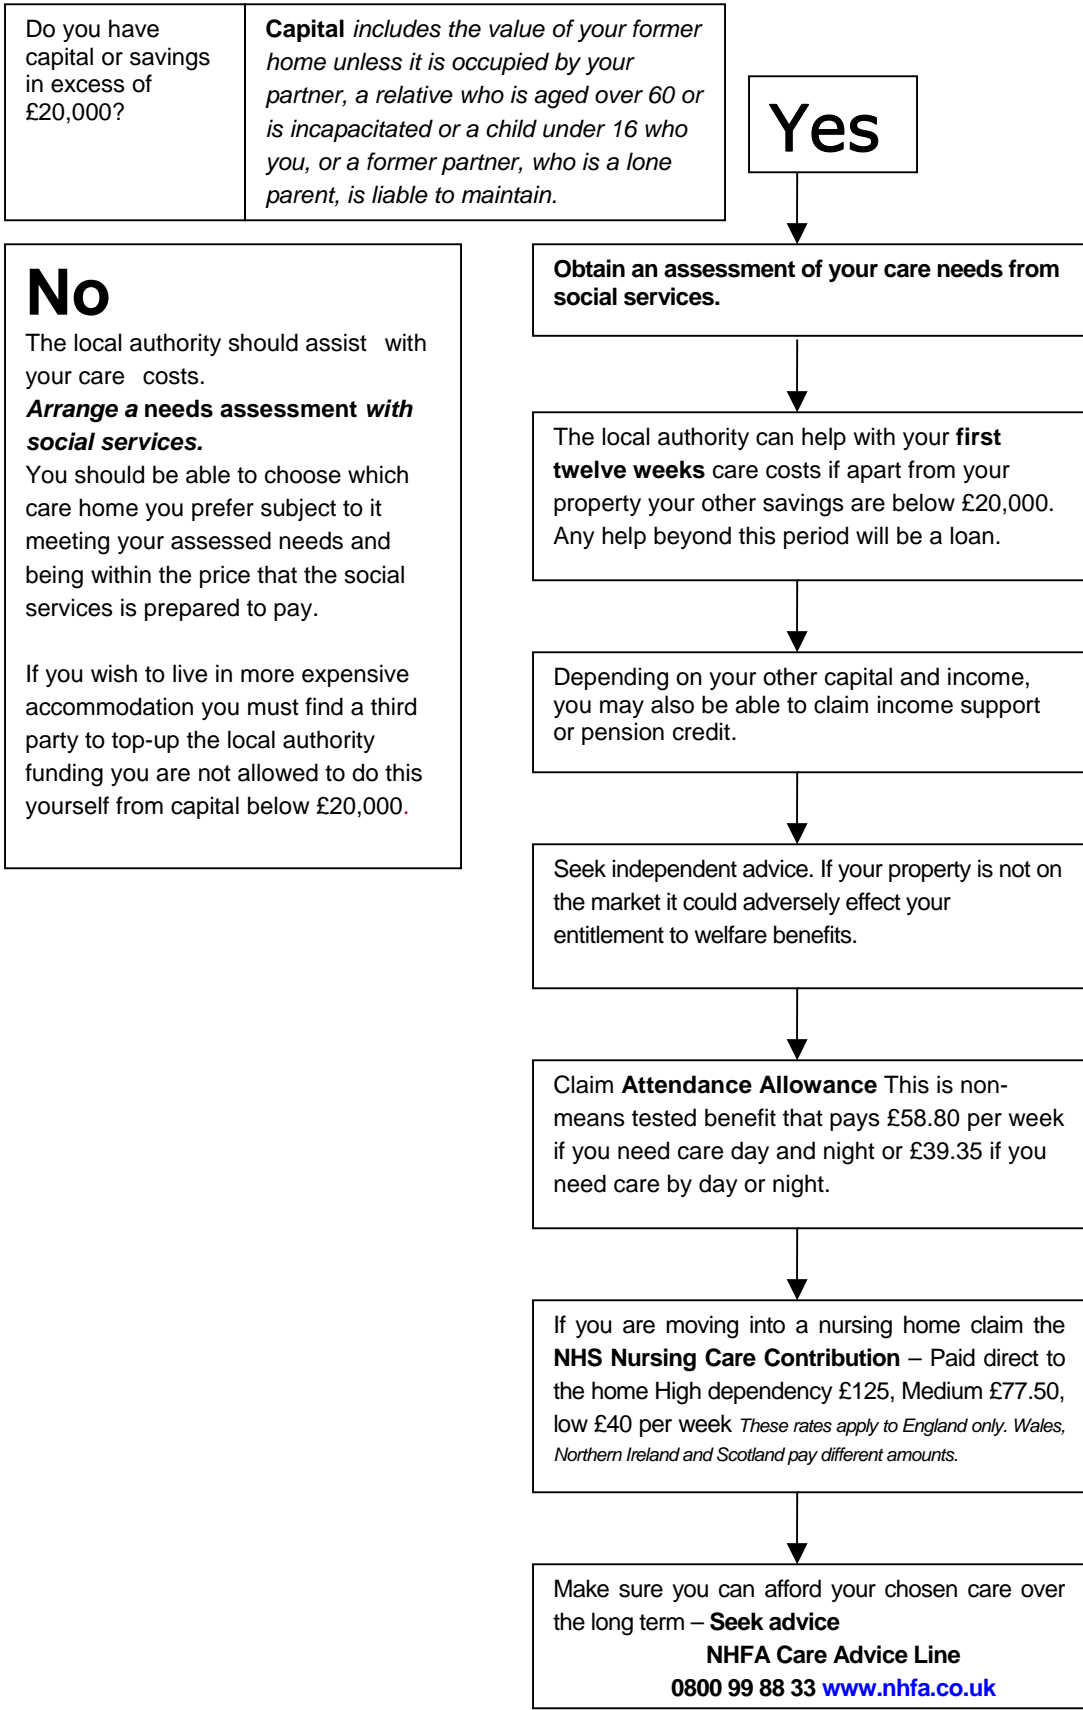 Do you have
capital or savings
in excess of
£20,000?
Capital includes the value of your former
home unless it is occupied by your
partner, a relative who is aged over 60 or
is incapacitated or a child under 16 who
you, or a former partner, who is a lone
parent, is liable to maintain.
Yes
No
The local authority should assist with
your care costs.
Arrange a needs assessment with
social services.
You should be able to choose which
care home you prefer subject to it
meeting your assessed needs and
being within the price that the social
services is prepared to pay.
If you wish to live in more expensive
accommodation you must find a third
party to top-up the local authority
funding you are not allowed to do this
yourself from capital below £20,000.
Obtain an assessment of your care needs from
social services.
The local authority can help with your first
twelve weeks care costs if apart from your
property your other savings are below £20,000.
Any help beyond this period will be a loan.
Depending on your other capital and income,
you may also be able to claim income support
or pension credit.
Seek independent advice. If your property is not on
the market it could adversely effect your
entitlement to welfare benefits.
Claim Attendance Allowance This is non-
means tested benefit that pays £58.80 per week
if you need care day and night or £39.35 if you
need care by day or night.
If you are moving into a nursing home claim the
NHS Nursing Care Contribution – Paid direct to
the home High dependency £125, Medium £77.50,
low £40 per week These rates apply to England only. Wales,
Northern Ireland and Scotland pay different amounts.
Make sure you can afford your chosen care over
the long term – Seek advice
NHFA Care Advice Line
0800 99 88 33 www.nhfa.co.uk